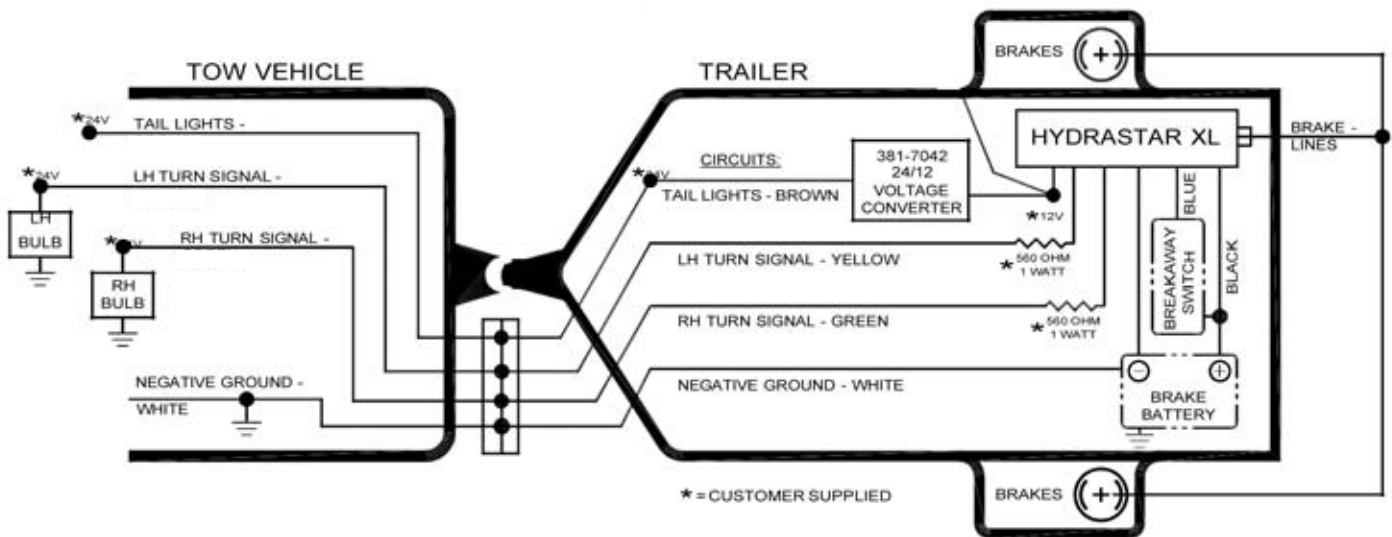 TOW VEHICLE
* 24V
TAIL LIGHTS -
* 24V
LH TURN SIGNAL -
LH
BULB
RH TURN SIGNAL -
RH
BULB
NEGATIVE GROUND -
WHITE
TRAILER
BRAKES
HYDRASTAR XL
BRAKE -
LINES
CIRCUITS:
TAIL LIGHTS - BROWN
381-7042
24/12
VOLTAGE
CONVERTER
* 12V
BLUE
BREAKAWAY
SWITCH
BLACK
LH TURN SIGNAL - YELLOW
* 560 OHM
1 WATT
RH TURN SIGNAL - GREEN
* 560 OHM
1 WATT
NEGATIVE GROUND - WHITE
− +
BRAKE
BATTERY
* = CUSTOMER SUPPLIED
BRAKES